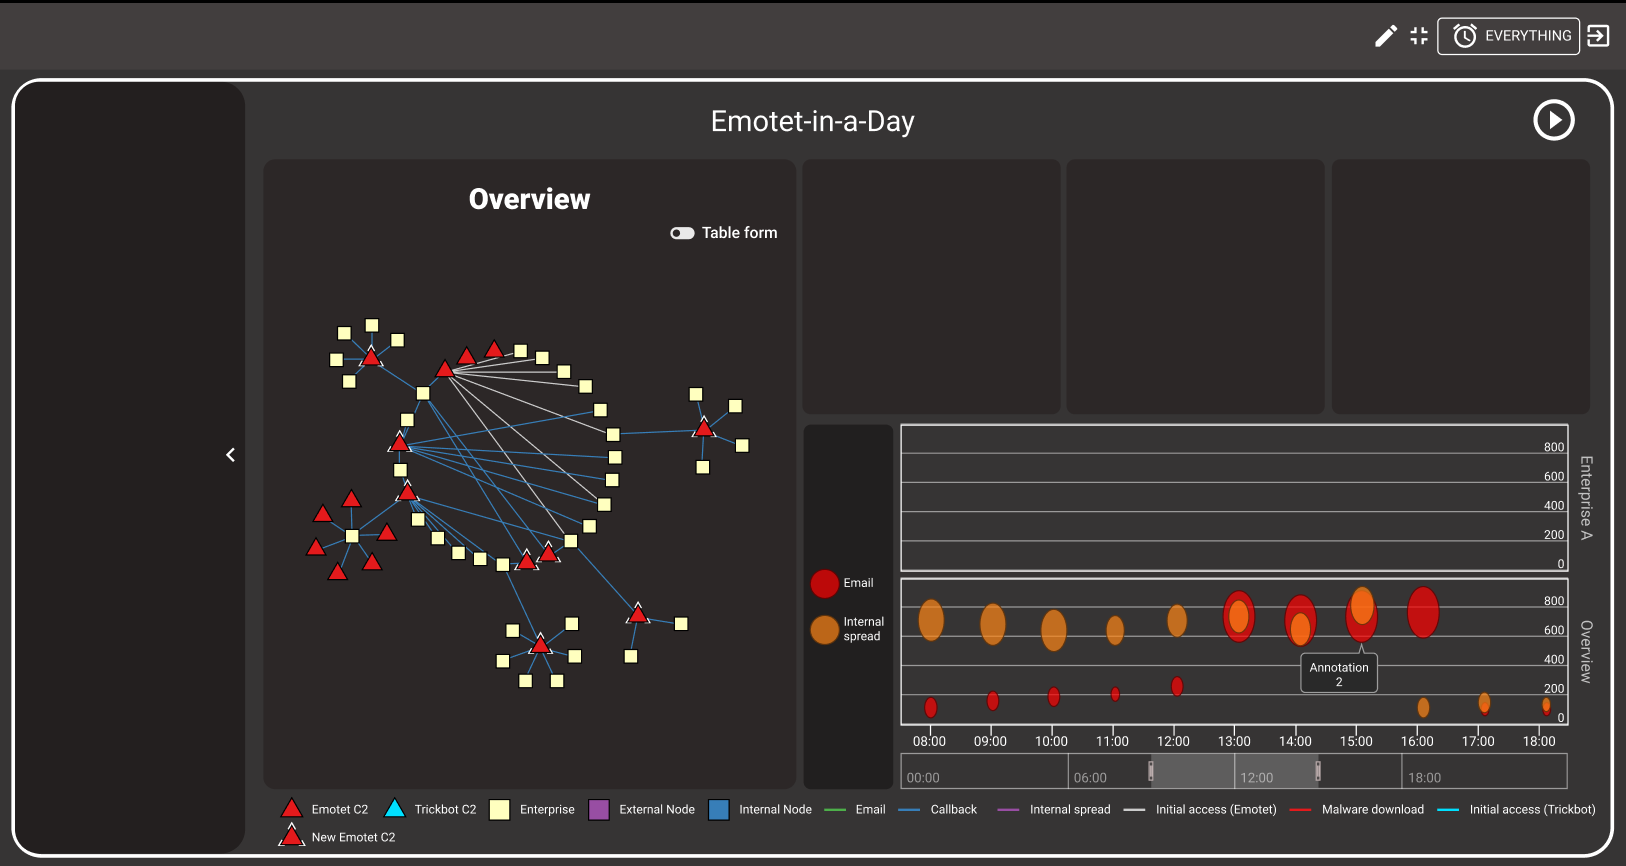 EVERYTHING
Emotet-in-a-Day
Overview
Table form
800
600
400
200
0
Enterprise A
Email
Internal
spread
800
600
400
200
0
Overview
Annotation
2
08:00 09:00 10:00 11:00 12:00 13:00 14:00 15:00 16:00 17:00 18:00
00:00 06:00 12:00 18:00
Emotet C2 Trickbot C2 Enterprise External Node Internal Node Email Callback Internal spread Initial access (Emotet) Malware download Initial access (Trickbot)
New Emotet C2